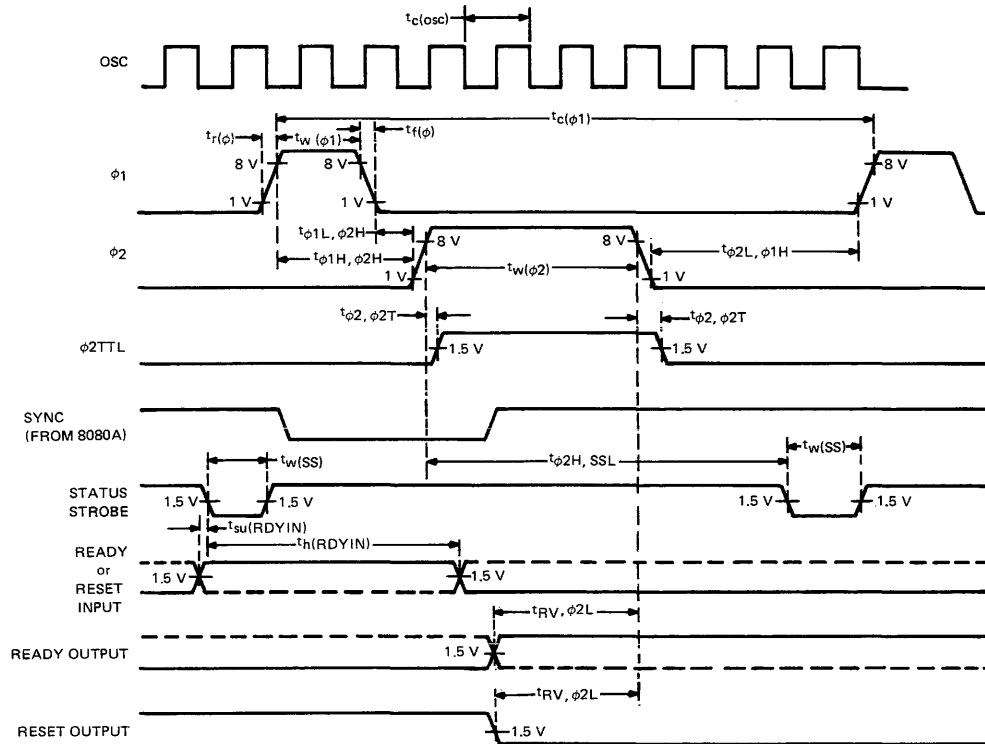 tc(osc)
OSC
tc(ϕ1)
tr(ϕ) tw(ϕ1) tf(ϕ)
8 V 8 V 8 V
ϕ1
1 V 1 V 1 V
tϕ1L, ϕ2H
8 V 8 V
ϕ2
tϕ1H, ϕ2H tϕ2L, ϕ1H
1 V tw(ϕ2) 1 V
tϕ2, ϕ2T tϕ2, ϕ2T
ϕ2TTL
1.5 V 1.5 V
SYNC
(FROM 8080A)
tw(SS) tϕ2H, SSL tw(SS)
STATUS
STROBE
1.5 V 1.5 V 1.5 V 1.5 V
tsu(RDYIN)
th(RDYIN)
READY
or
RESET
INPUT
1.5 V 1.5 V
tRV, ϕ2L
READY OUTPUT
1.5 V
tRV, ϕ2L
RESET OUTPUT
1.5 V